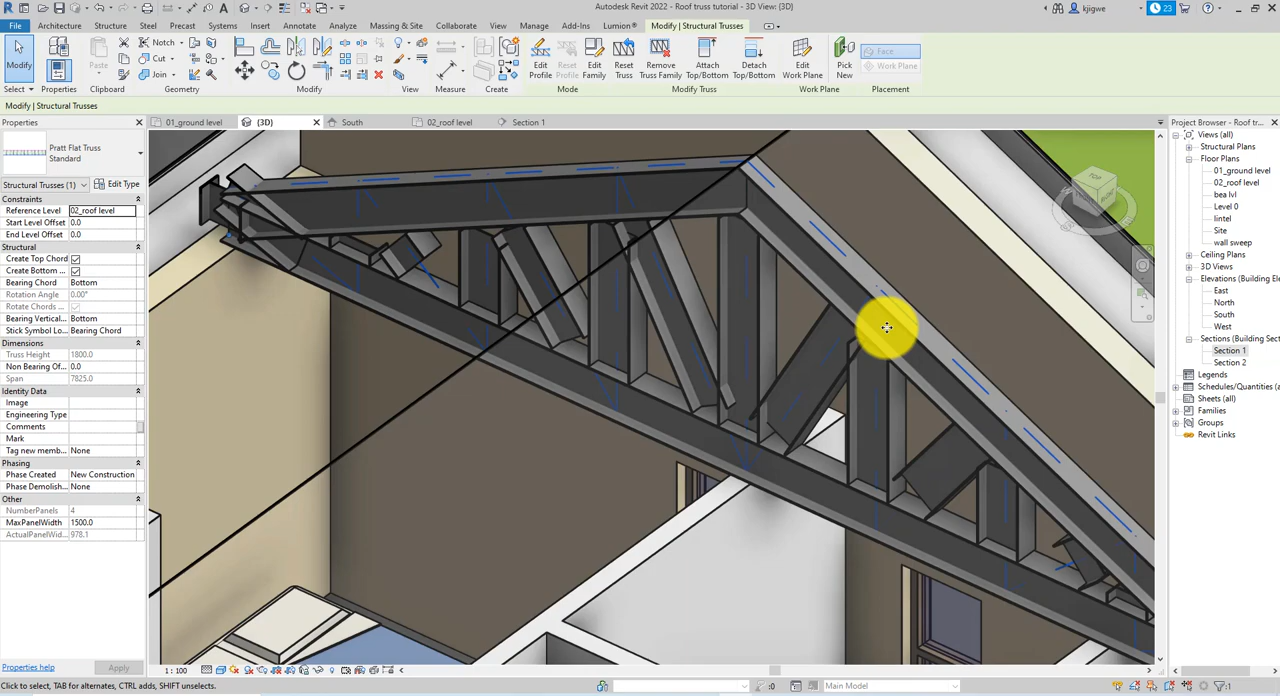 Autodesk Revit 2022 - Roof truss tutorial - 3D View: {3D}
kjigwe
23
File Architecture Structure Steel Precast Systems Insert Annotate Analyze Massing & Site Collaborate View Manage Add-Ins Lumion® Modify | Structural Trusses
Modify
Paste
Notch
Cut
Join
Edit Profile
Reset Profile
Edit Family
Reset Truss
Remove Truss Family
Attach Top/Bottom
Detach Top/Bottom
Edit Work Plane
Pick New
Face
Work Plane
Select Properties Clipboard Geometry Modify View Measure Create Mode Modify Truss Work Plane Placement
Modify | Structural Trusses
Properties
01_ground level {3D} South 02_roof level Section 1
Project Browser - Roof tr...
Pratt Flat Truss
Standard
Structural Trusses (1) Edit Type
Constraints
Reference Level 02_roof level
Start Level Offset 0.0
End Level Offset 0.0
Structural
Create Top Chord
Create Bottom ...
Bearing Chord Bottom
Rotation Angle 0.00°
Rotate Chords ...
Bearing Vertical... Bottom
Stick Symbol Lo... Bearing Chord
Dimensions
Truss Height 1800.0
Non Bearing Of... 0.0
Span 7825.0
Identity Data
Image
Engineering Type
Comments
Mark
Tag new memb... None
Phasing
Phase Created New Construction
Phase Demolish... None
Other
NumberPanels 4
MaxPanelWidth 1500.0
ActualPanelWid... 978.1
Properties help Apply
TOP
Views (all)
Structural Plans
Floor Plans
01_ground level
02_roof level
bea lvl
Level 0
lintel
Site
wall sweep
Ceiling Plans
3D Views
Elevations (Building El
East
North
South
West
Sections (Building Sec
Section 1
Section 2
Legends
Schedules/Quantities (al
Sheets (all)
Families
Groups
Revit Links
1 : 100
Click to select, TAB for alternates, CTRL adds, SHIFT unselects.
:0
Main Model
:1